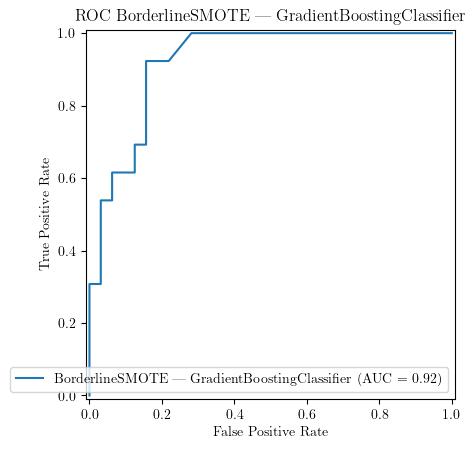 ROC BorderlineSMOTE — GradientBoostingClassifier
True Positive Rate
1.0
0.8
0.6
0.4
0.2
0.0
BorderlineSMOTE — GradientBoostingClassifier (AUC = 0.92)
0.0 0.2 0.4 0.6 0.8 1.0
False Positive Rate